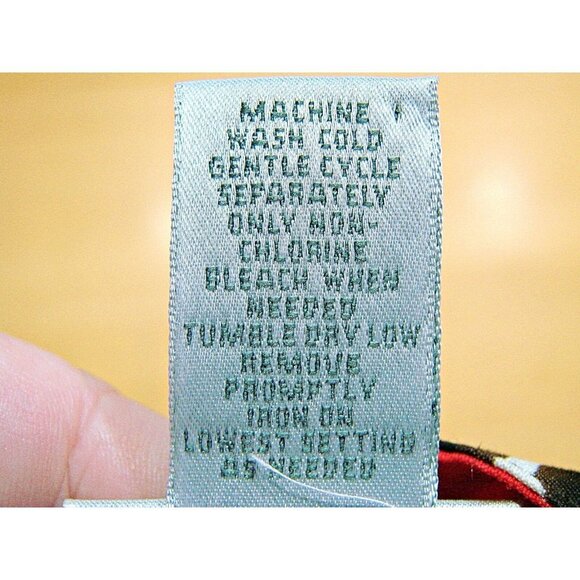 MACHINE
WASH COLD
GENTLE CYCLE
SEPARATELY
ONLY NON-
CHLORINE
BLEACH WHEN
NEEDED
TUMBLE DRY LOW
REMOVE
PROMPTLY
IRON ON
LOWEST SETTING
AS NEEDED